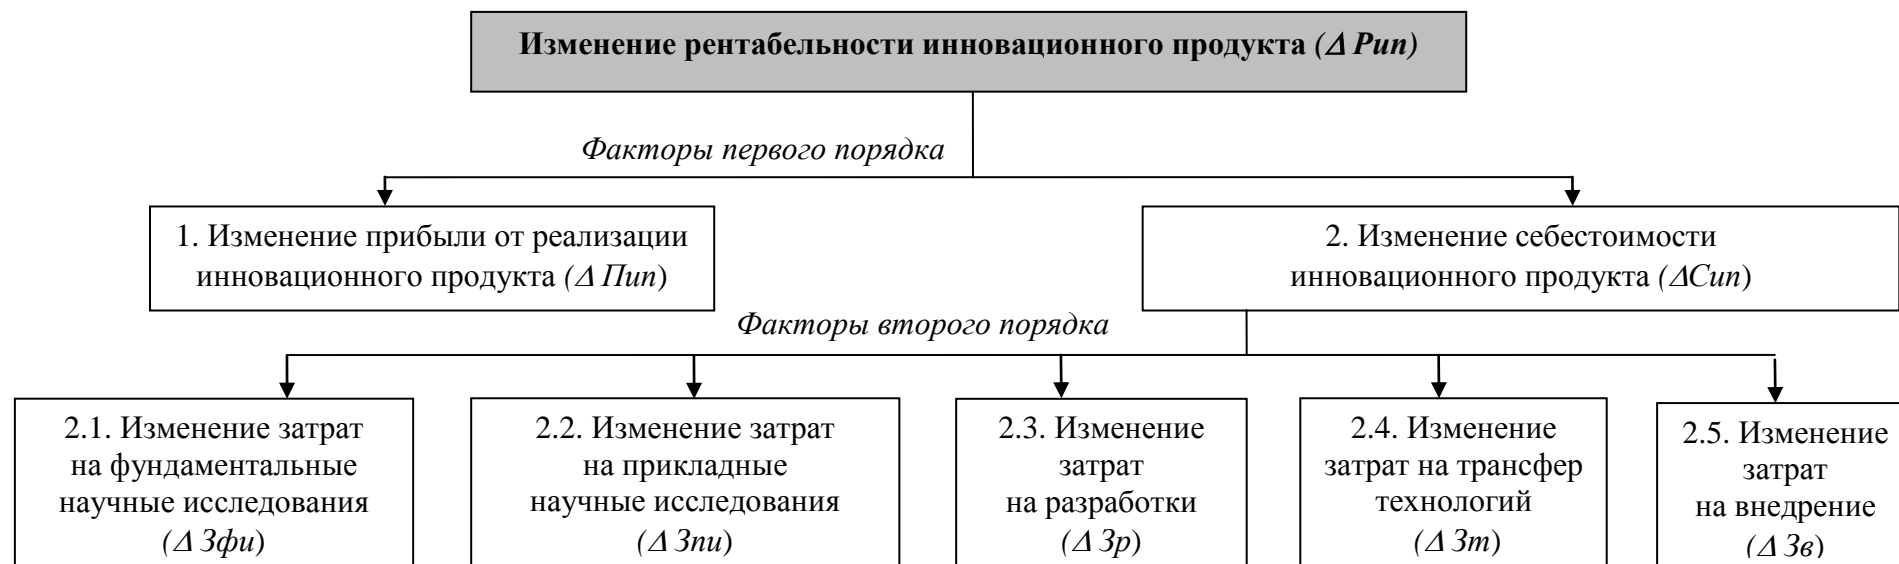 Изменение рентабельности инновационного продукта (Δ Рип)
Факторы первого порядка
1. Изменение прибыли от реализации
инновационного продукта (Δ Пип)
2. Изменение себестоимости
инновационного продукта (ΔСип)
Факторы второго порядка
2.1. Изменение затрат
на фундаментальные
научные исследования
(Δ Зфи)
2.2. Изменение затрат
на прикладные
научные исследования
(Δ Зпи)
2.3. Изменение
затрат
на разработки
(Δ Зр)
2.4. Изменение
затрат на трансфер
технологий
(Δ Зт)
2.5. Изменение
затрат
на внедрение
(Δ Зв)